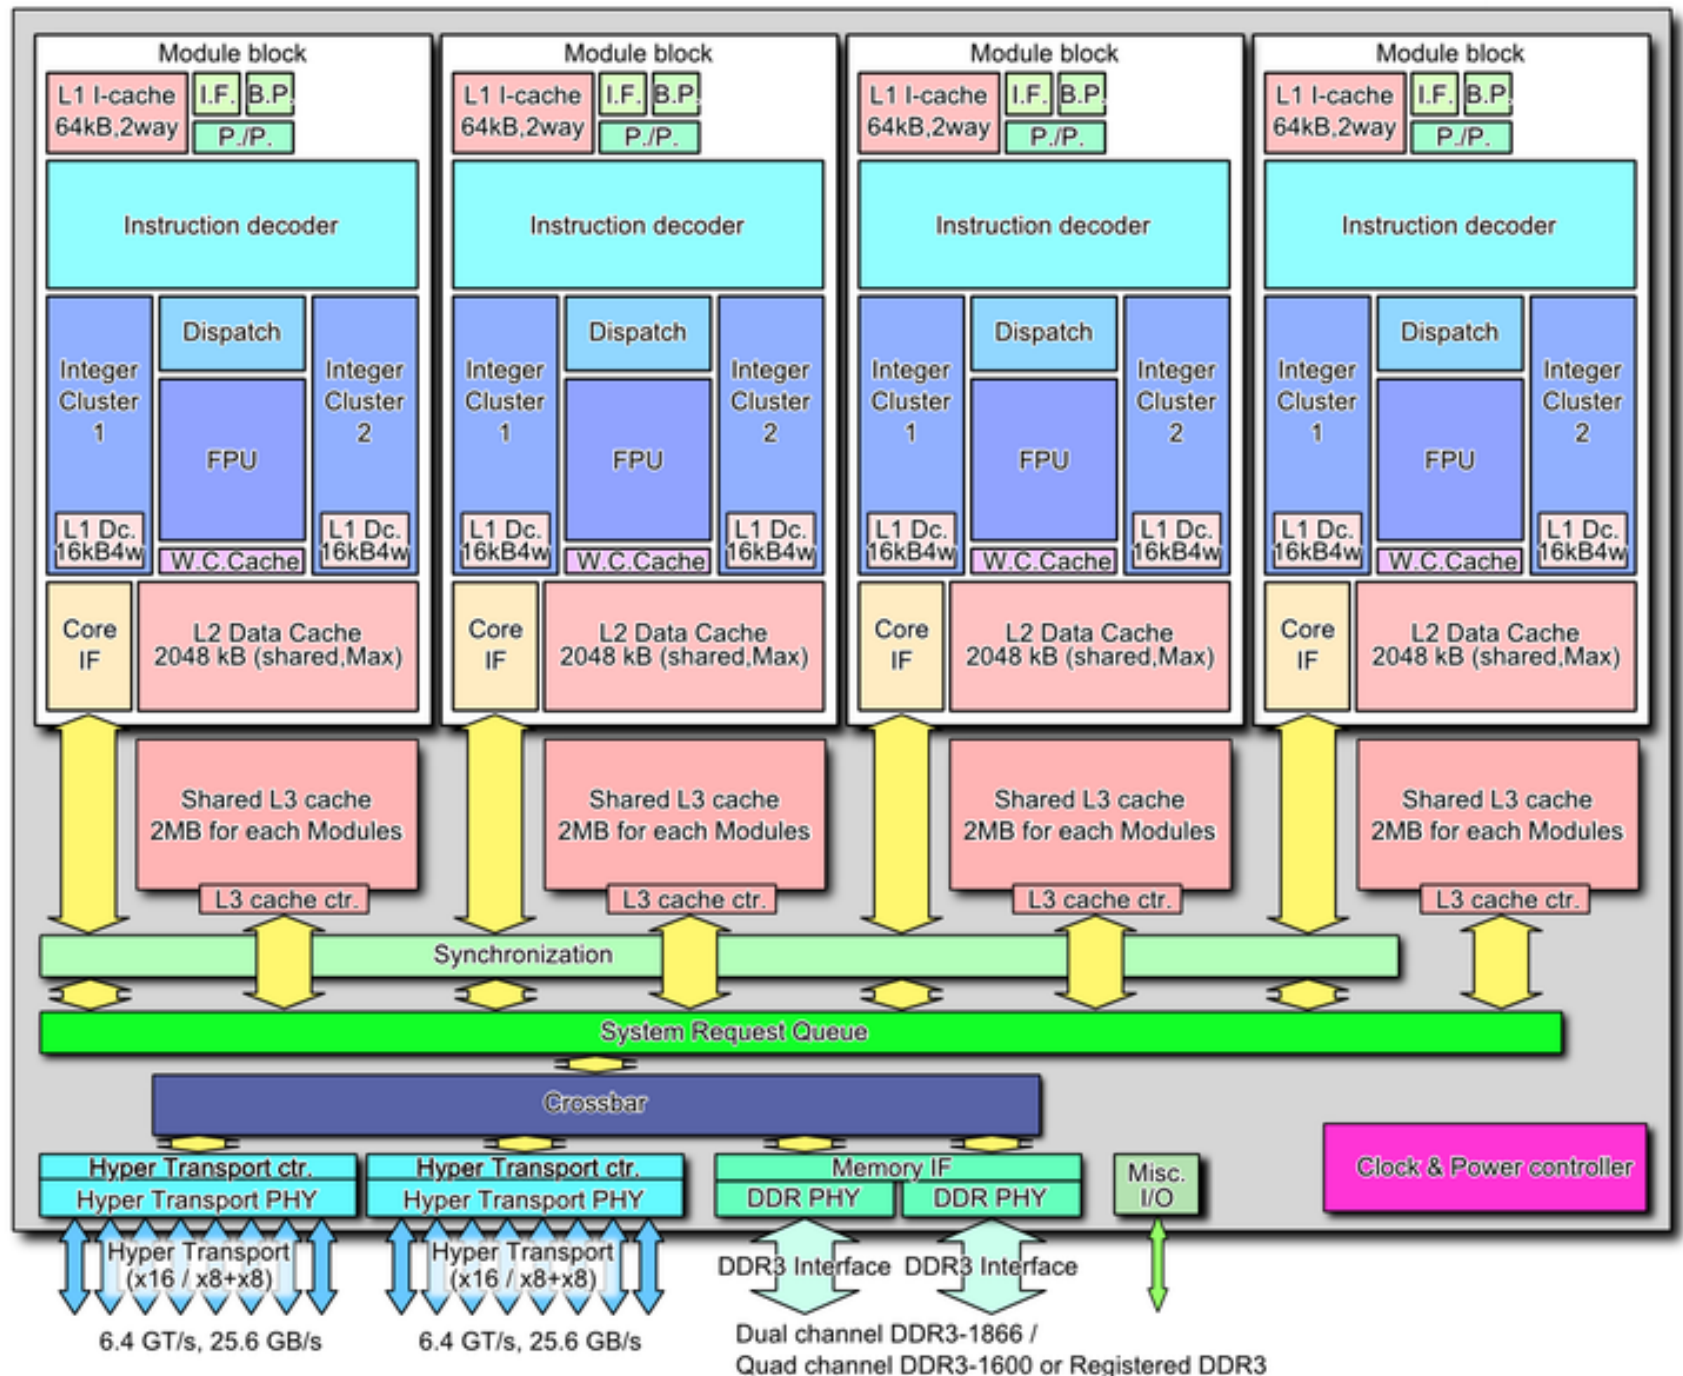 Module block
L1 I-cache
64kB,2way
I.F.
B.P.
P./P.
Instruction decoder
Integer
Cluster
1
Dispatch
FPU
Integer
Cluster
2
L1 Dc.
16kB4w
W.C.Cache
L1 Dc.
16kB4w
Core
IF
L2 Data Cache
2048 kB (shared,Max)
Module block
L1 I-cache
64kB,2way
I.F.
B.P.
P./P.
Instruction decoder
Integer
Cluster
1
Dispatch
FPU
Integer
Cluster
2
L1 Dc.
16kB4w
W.C.Cache
L1 Dc.
16kB4w
Core
IF
L2 Data Cache
2048 kB (shared,Max)
Module block
L1 I-cache
64kB,2way
I.F.
B.P.
P./P.
Instruction decoder
Integer
Cluster
1
Dispatch
FPU
Integer
Cluster
2
L1 Dc.
16kB4w
W.C.Cache
L1 Dc.
16kB4w
Core
IF
L2 Data Cache
2048 kB (shared,Max)
Module block
L1 I-cache
64kB,2way
I.F.
B.P.
P./P.
Instruction decoder
Integer
Cluster
1
Dispatch
FPU
Integer
Cluster
2
L1 Dc.
16kB4w
W.C.Cache
L1 Dc.
16kB4w
Core
IF
L2 Data Cache
2048 kB (shared,Max)
Shared L3 cache
2MB for each Modules
L3 cache ctr.
Shared L3 cache
2MB for each Modules
L3 cache ctr.
Shared L3 cache
2MB for each Modules
L3 cache ctr.
Shared L3 cache
2MB for each Modules
L3 cache ctr.
Synchronization
System Request Queue
Crossbar
Hyper Transport ctr.
Hyper Transport PHY
Hyper Transport ctr.
Hyper Transport PHY
Memory IF
DDR PHY
DDR PHY
Misc.
I/O
Clock & Power controller
Hyper Transport
(x16 / x8+x8)
Hyper Transport
(x16 / x8+x8)
DDR3 Interface
DDR3 Interface
6.4 GT/s, 25.6 GB/s
6.4 GT/s, 25.6 GB/s
Dual channel DDR3-1866 /
Quad channel DDR3-1600 or Registered DDR3